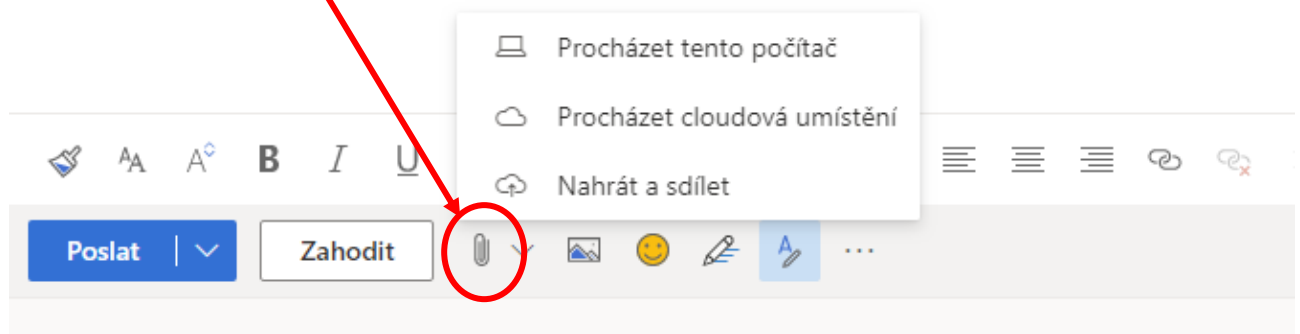 Procházet tento počítač
Procházet cloudová umístění
Nahrát a sdílet
B I U
Poslat
Zahodit